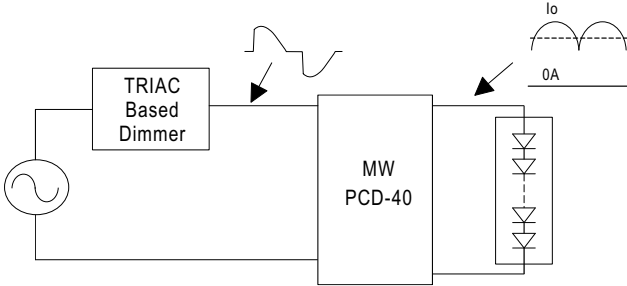 Io
0A
TRIAC
Based
Dimmer
MW
PCD-40